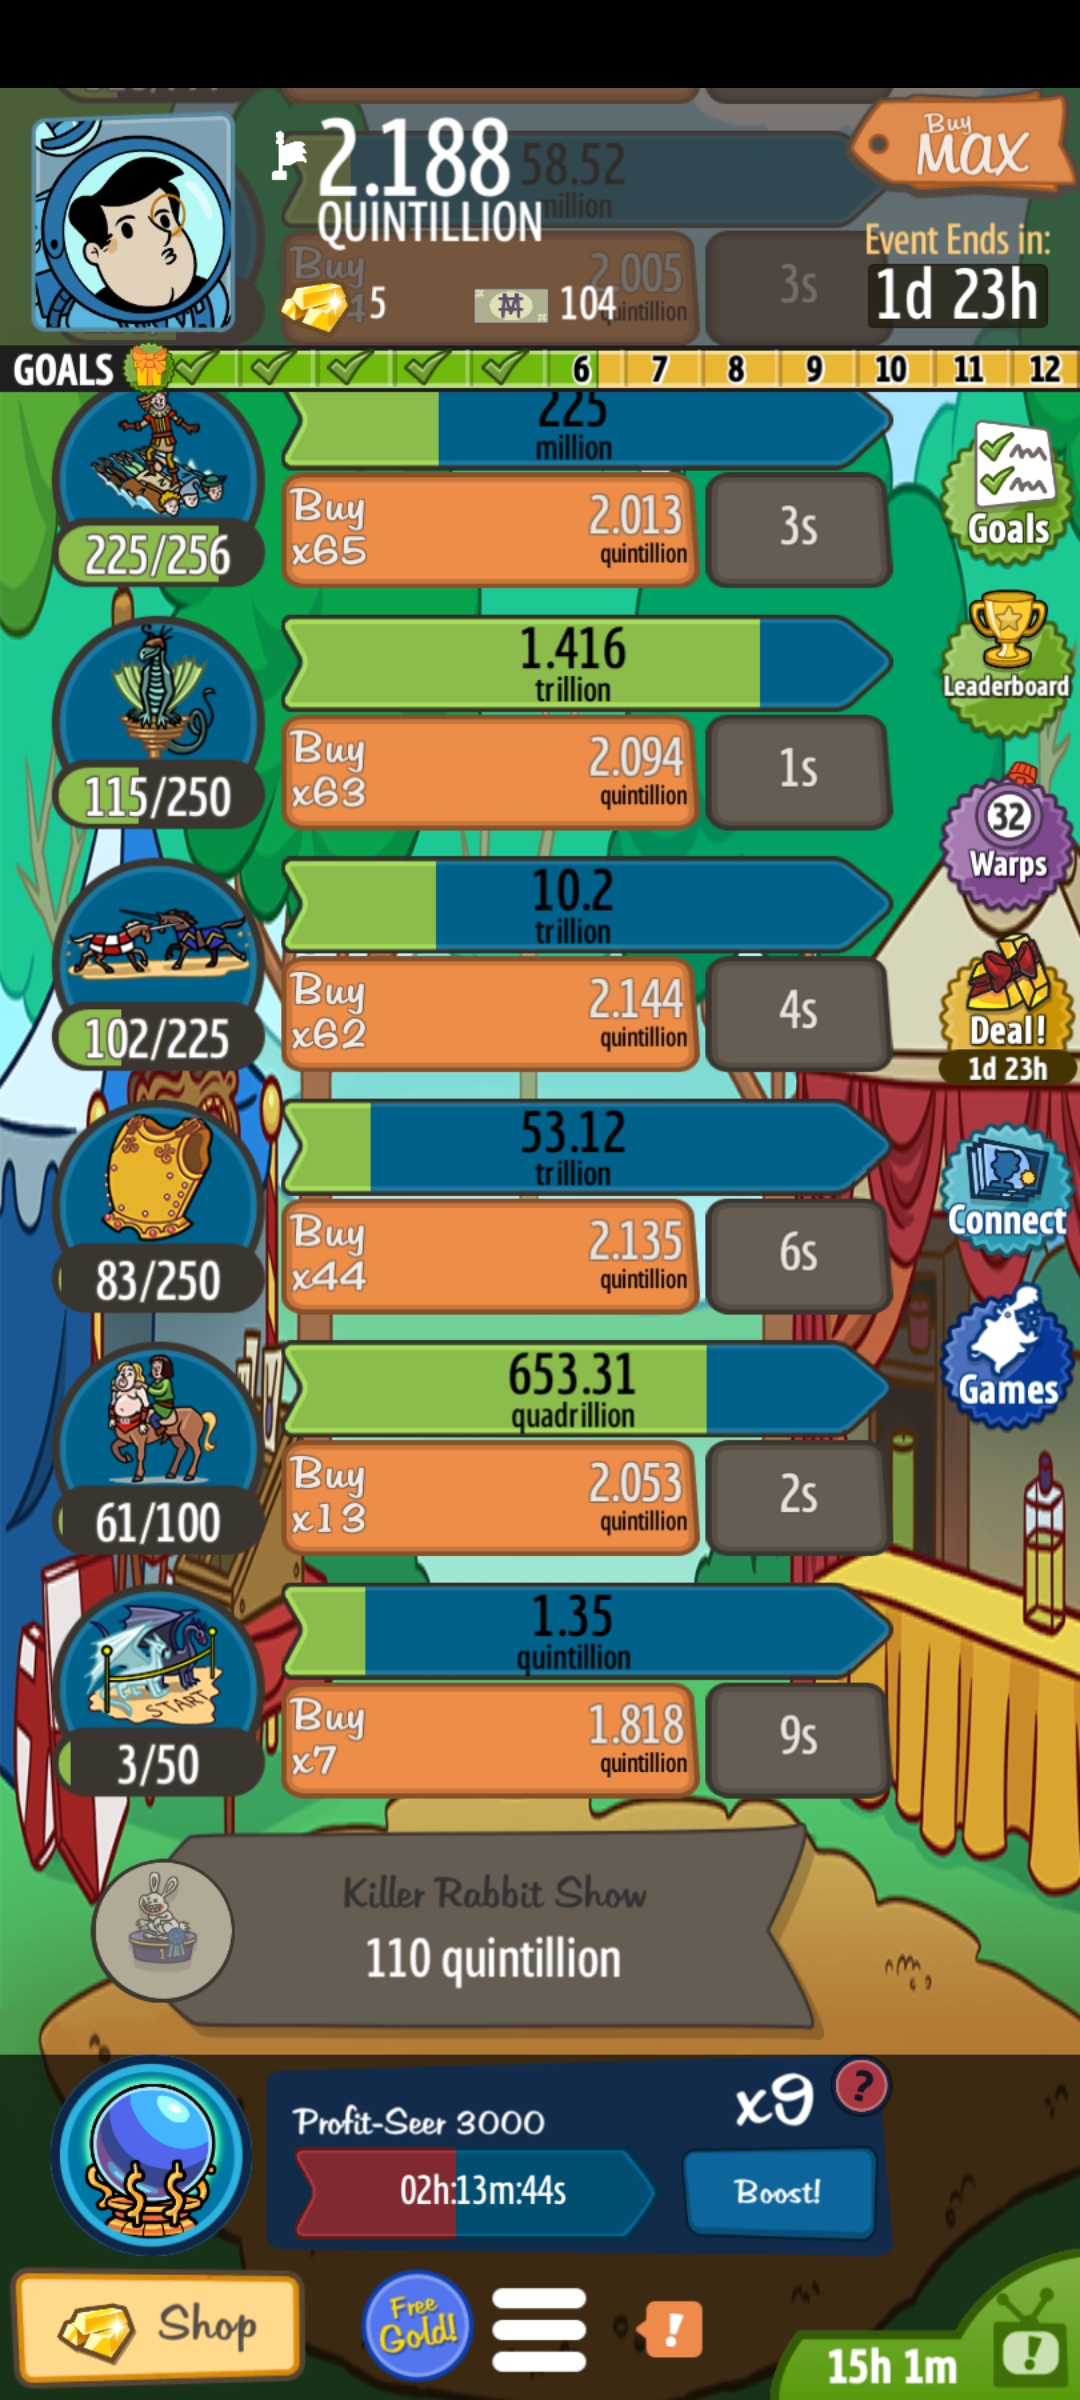 2.188
QUINTILLION
58.52
million
Buy
2.005
quintillion
3s
5
104
Buy
MAX
Event Ends in:
1d 23h
GOALS 6 7 8 9 10 11 12
225
million
225/256
Buy
x65
2.013
quintillion
3s
Goals
1.416
trillion
115/250
Buy
x63
2.094
quintillion
1s
Leaderboard
32
Warps
10.2
trillion
102/225
Buy
x62
2.144
quintillion
4s
Deal!
1d 23h
53.12
trillion
83/250
Buy
x44
2.135
quintillion
6s
Connect
653.31
quadrillion
61/100
Buy
x13
2.053
quintillion
2s
Games
1.35
quintillion
START
3/50
Buy
x7
1.818
quintillion
9s
Killer Rabbit Show
110 quintillion
1
Profit-Seer 3000
x9
?
02h:13m:44s
Boost!
Shop
Free
Gold!
!
15h 1m
!